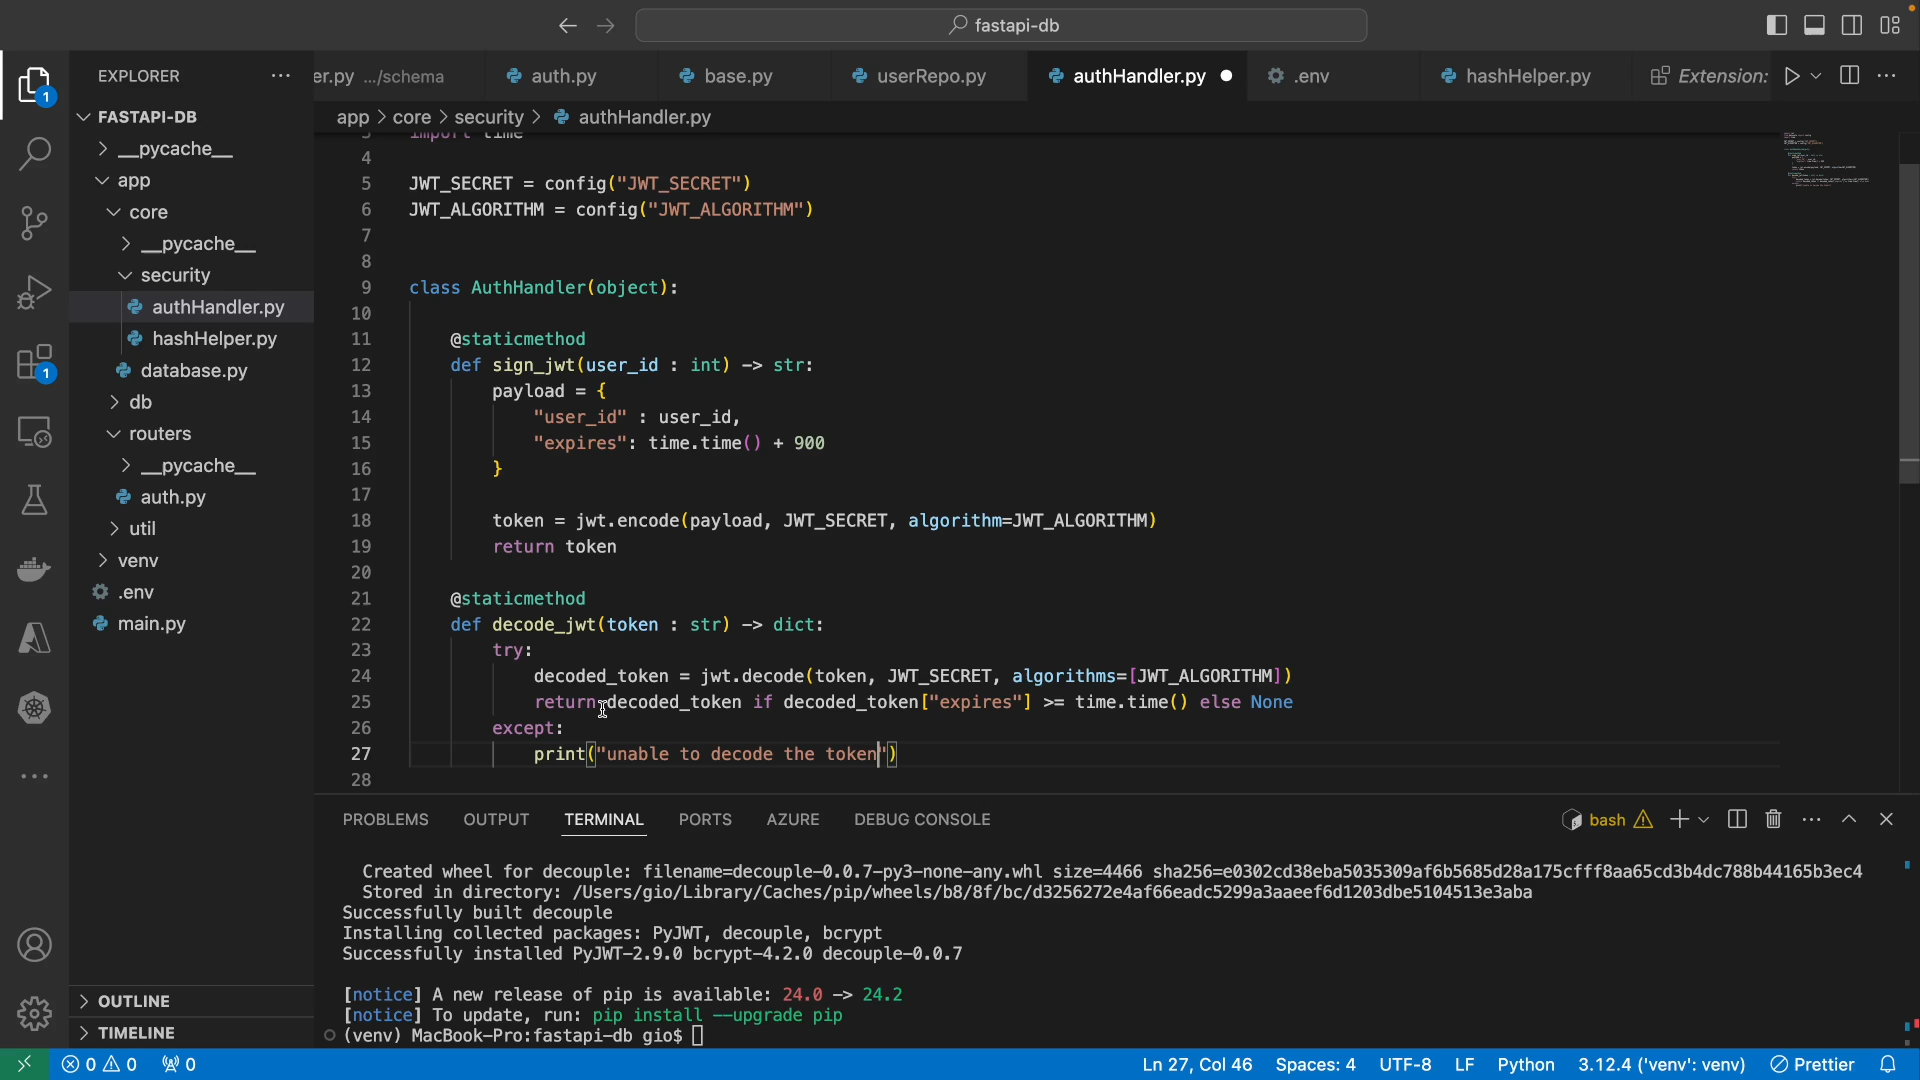 fastapi-db
EXPLORER
er.py .../schema
auth.py
base.py
userRepo.py
authHandler.py
.env
hashHelper.py
Extension:
app > core > security > authHandler.py
FASTAPI-DB
__pycache__
app
core
__pycache__
security
authHandler.py
hashHelper.py
database.py
db
routers
__pycache__
auth.py
util
venv
.env
main.py
OUTLINE
TIMELINE
1
1
3 import time
4
5 JWT_SECRET = config("JWT_SECRET")
6 JWT_ALGORITHM = config("JWT_ALGORITHM")
7
8
9 class AuthHandler(object):
10
11 @staticmethod
12 def sign_jwt(user_id : int) -> str:
13 payload = {
14 "user_id" : user_id,
15 "expires": time.time() + 900
16 }
17
18 token = jwt.encode(payload, JWT_SECRET, algorithm=JWT_ALGORITHM)
19 return token
20
21 @staticmethod
22 def decode_jwt(token : str) -> dict:
23 try:
24 decoded_token = jwt.decode(token, JWT_SECRET, algorithms=[JWT_ALGORITHM])
25 return decoded_token if decoded_token["expires"] >= time.time() else None
26 except:
27 print("unable to decode the token")
28
PROBLEMS OUTPUT TERMINAL PORTS AZURE DEBUG CONSOLE
bash
Created wheel for decouple: filename=decouple-0.0.7-py3-none-any.whl size=4466 sha256=e0302cd38eba5035309af6b5685d28a175cfff8aa65cd3b4dc788b44165b3ec4
Stored in directory: /Users/gio/Library/Caches/pip/wheels/b8/8f/bc/d3256272e4af66eadc5299a3aaeef6d1203dbe5104513e3aba
Successfully built decouple
Installing collected packages: PyJWT, decouple, bcrypt
Successfully installed PyJWT-2.9.0 bcrypt-4.2.0 decouple-0.0.7
[notice] A new release of pip is available: 24.0 -> 24.2
[notice] To update, run: pip install --upgrade pip
(venv) MacBook-Pro:fastapi-db gio$
0 0 0
Ln 27, Col 46
Spaces: 4
UTF-8
LF
Python
3.12.4 ('venv': venv)
Prettier